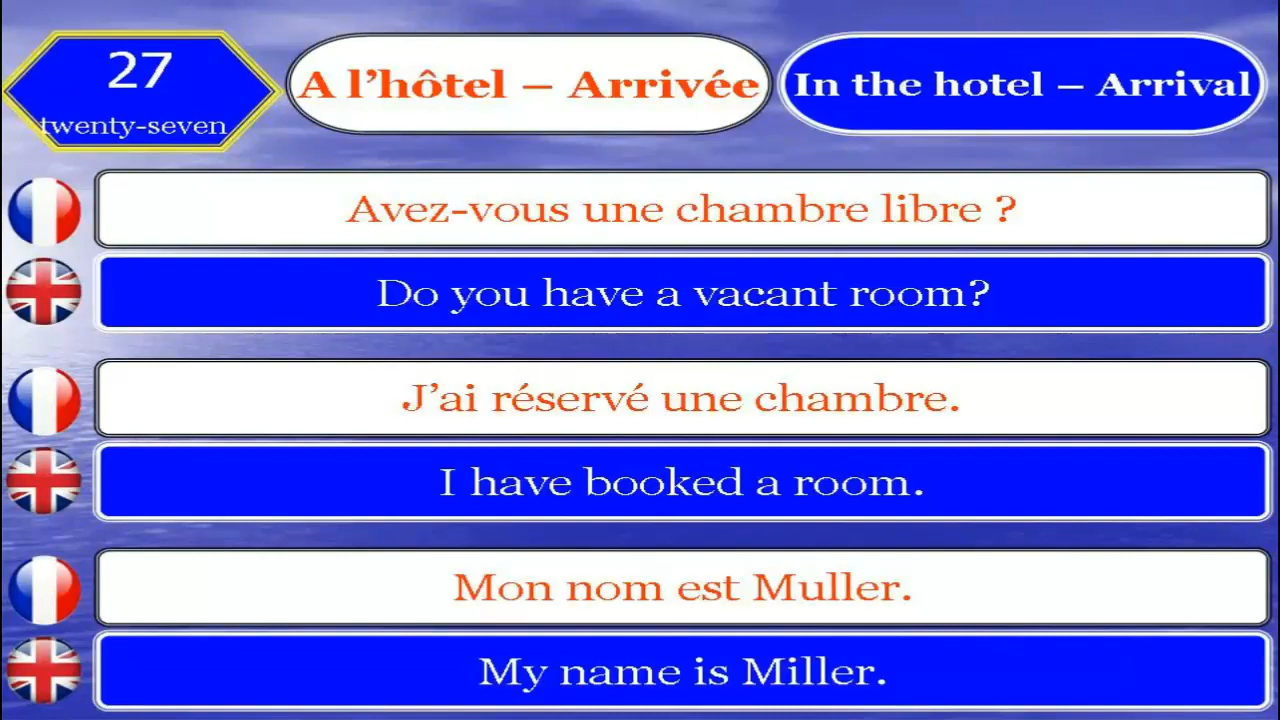 27
twenty-seven
A l’hôtel – Arrivée
In the hotel – Arrival
Avez-vous une chambre libre ?
Do you have a vacant room?
J’ai réservé une chambre.
I have booked a room.
Mon nom est Muller.
My name is Miller.